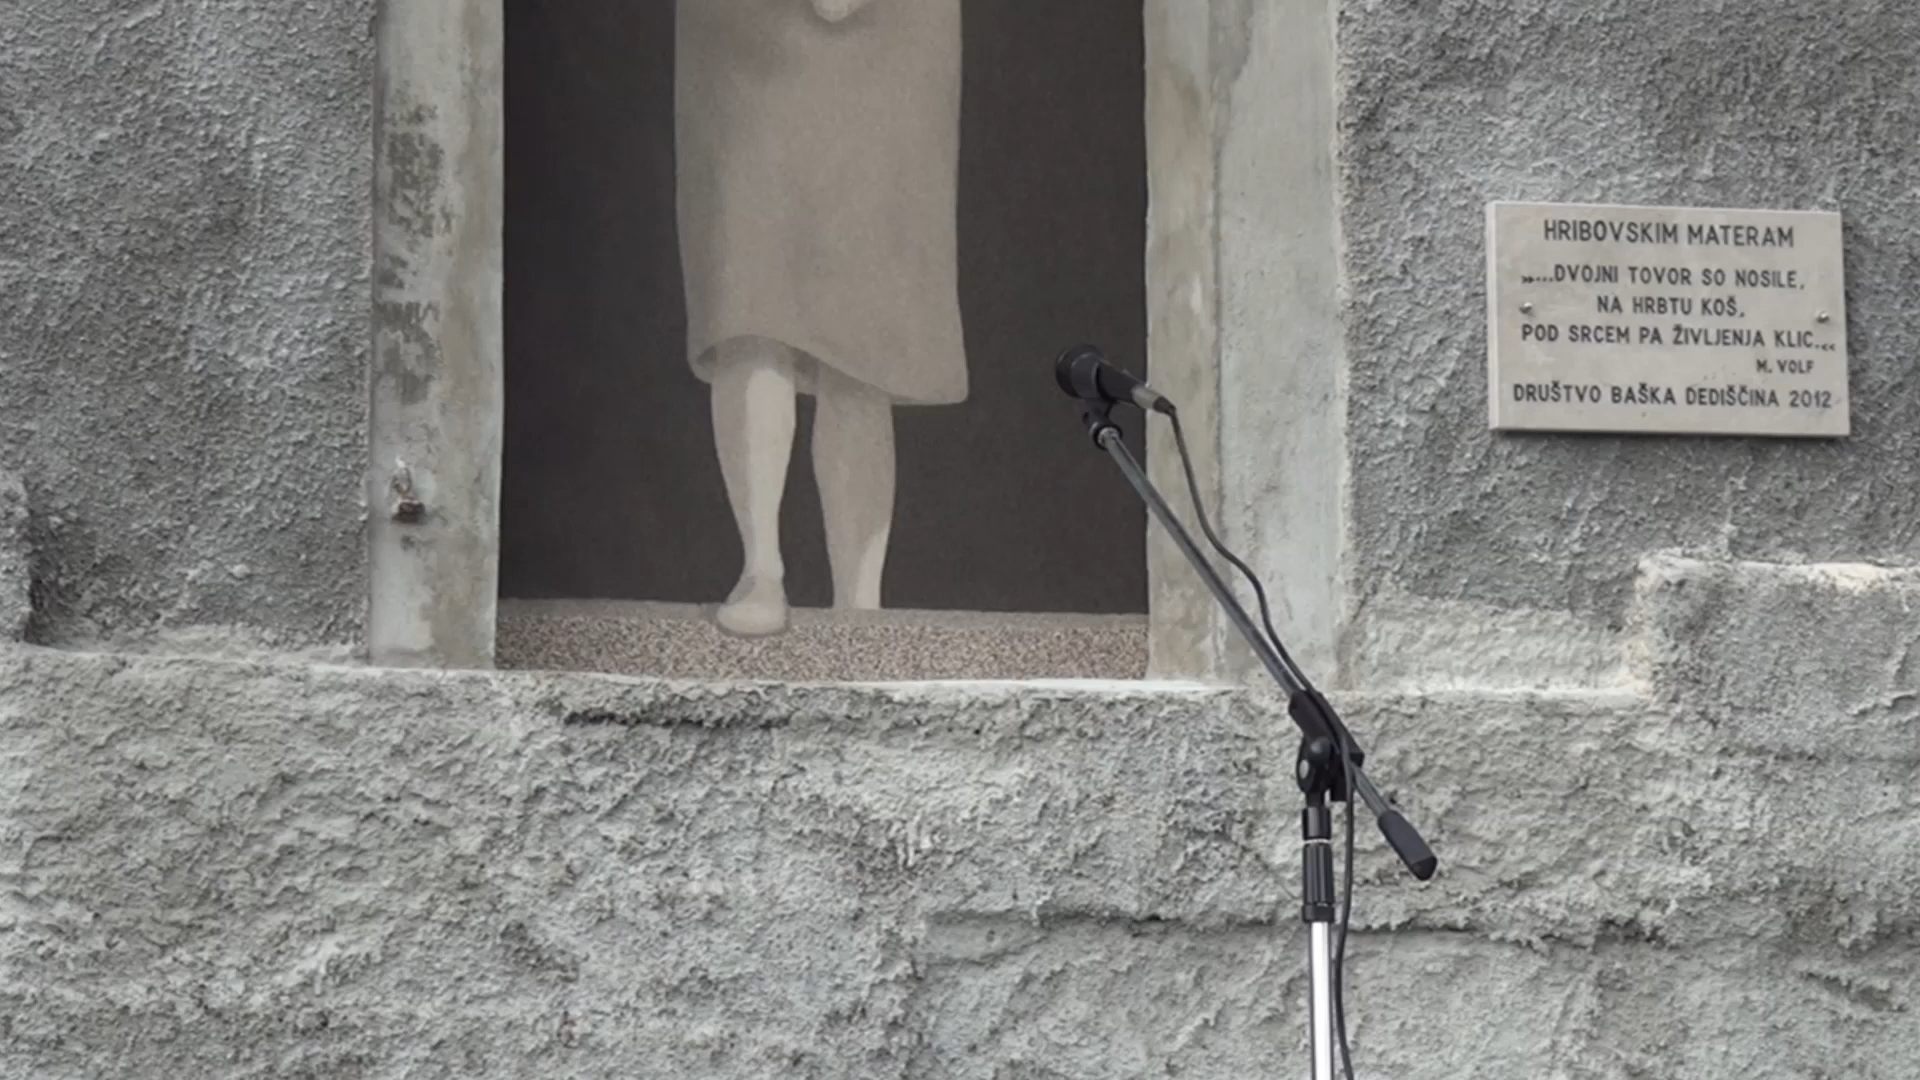 HRIBOVSKIM MATERAM
„...DVOJNI TOVOR SO NOSILE,
NA HRBTU KOŠ,
POD SRCEM PA ŽIVLJENJA KLIC...“
M. VOLF
DRUŠTVO BAŠKA DEDIŠČINA 2012